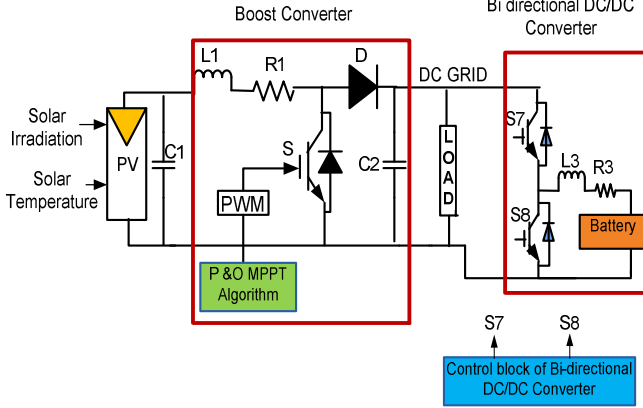 Boost Converter
Bi directional DC/DC
Converter
L1
R1
D
DC GRID
S7
Solar
Irradiation
PV
C1
S
C2
LOAD
L3
R3
Solar
Temperature
PWM
S8
Battery
P &O MPPT
Algorithm
S7
S8
Control block of Bi-directional
DC/DC Converter